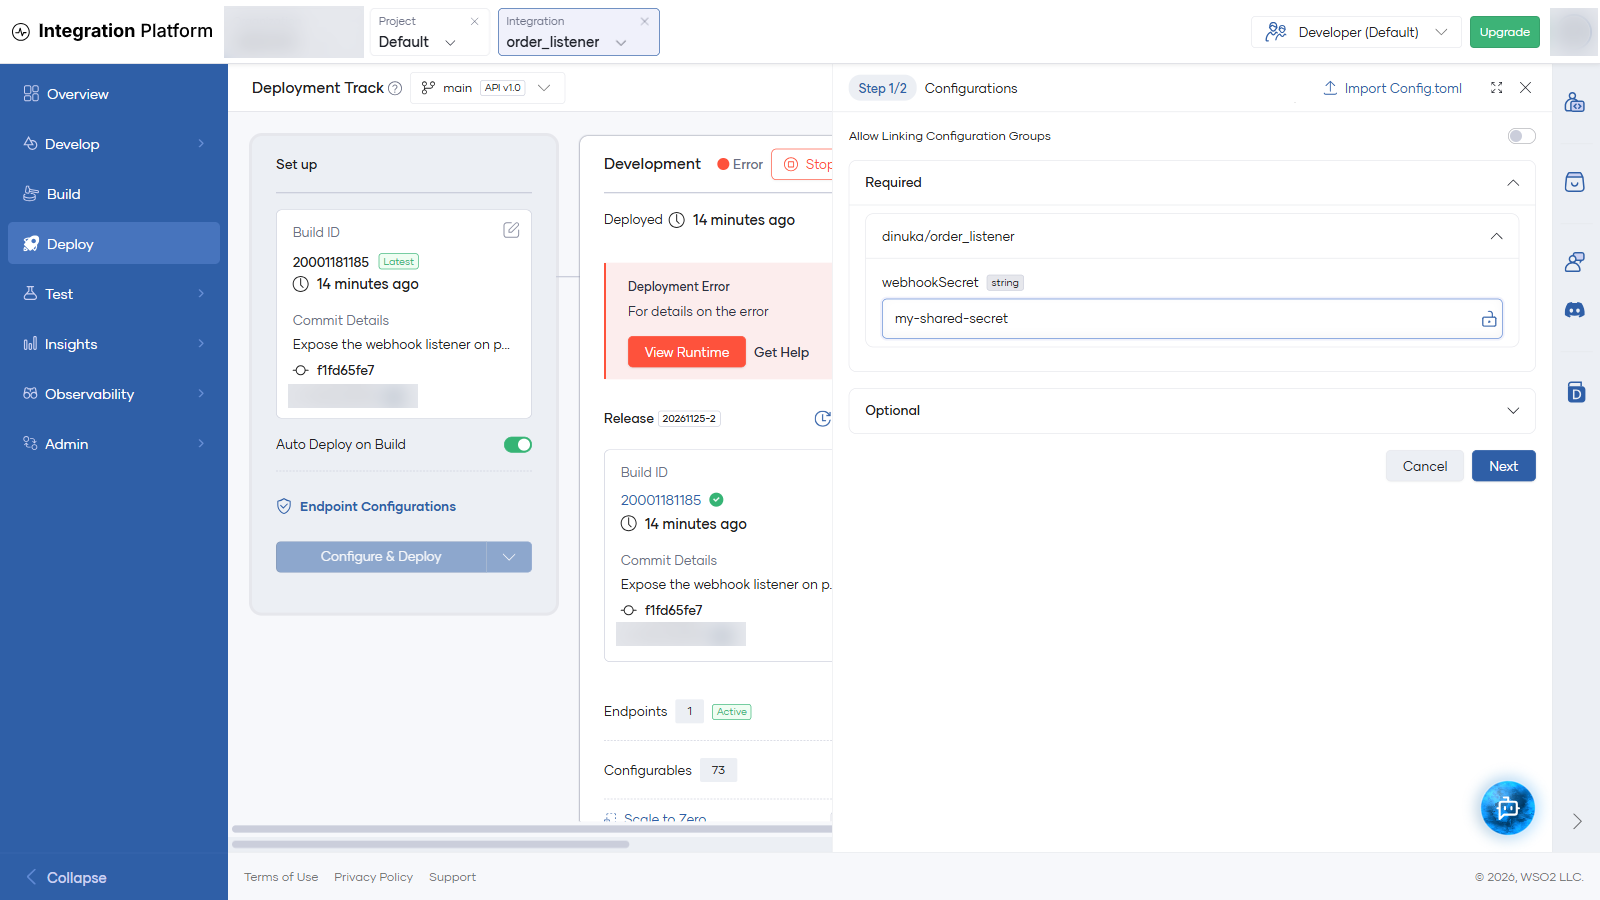 Integration Platform
Project
Default
Integration
order_listener
Developer (Default)
Upgrade
Overview
Develop
Build
Deploy
Test
Insights
Observability
Admin
Collapse
Deployment Track
main
API v1.0
Set up
Build ID
20001181185
Latest
14 minutes ago
Commit Details
Expose the webhook listener on p...
f1fd65fe7
Auto Deploy on Build
Endpoint Configurations
Configure & Deploy
Development
Error
Stop
Deployed
14 minutes ago
Deployment Error
For details on the error
View Runtime
Get Help
Release
20261125-2
Build ID
20001181185
14 minutes ago
Commit Details
Expose the webhook listener on p.
f1fd65fe7
Endpoints
1
Active
Configurables
73
Scale to Zero
Step 1/2
Configurations
Import Config.toml
Allow Linking Configuration Groups
Required
dinuka/order_listener
webhookSecret
string
my-shared-secret
Optional
Cancel
Next
Terms of Use
Privacy Policy
Support
© 2026, WSO2 LLC.